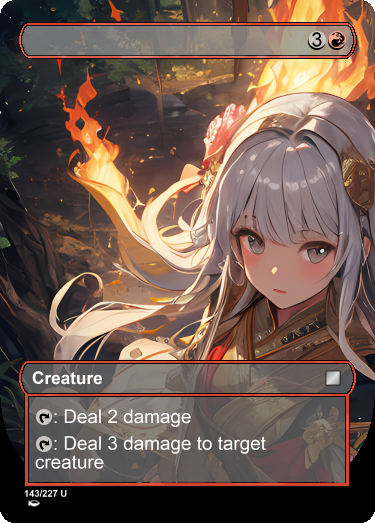 3
Creature
: Deal 2 damage
: Deal 3 damage to target
creature
143/227 U